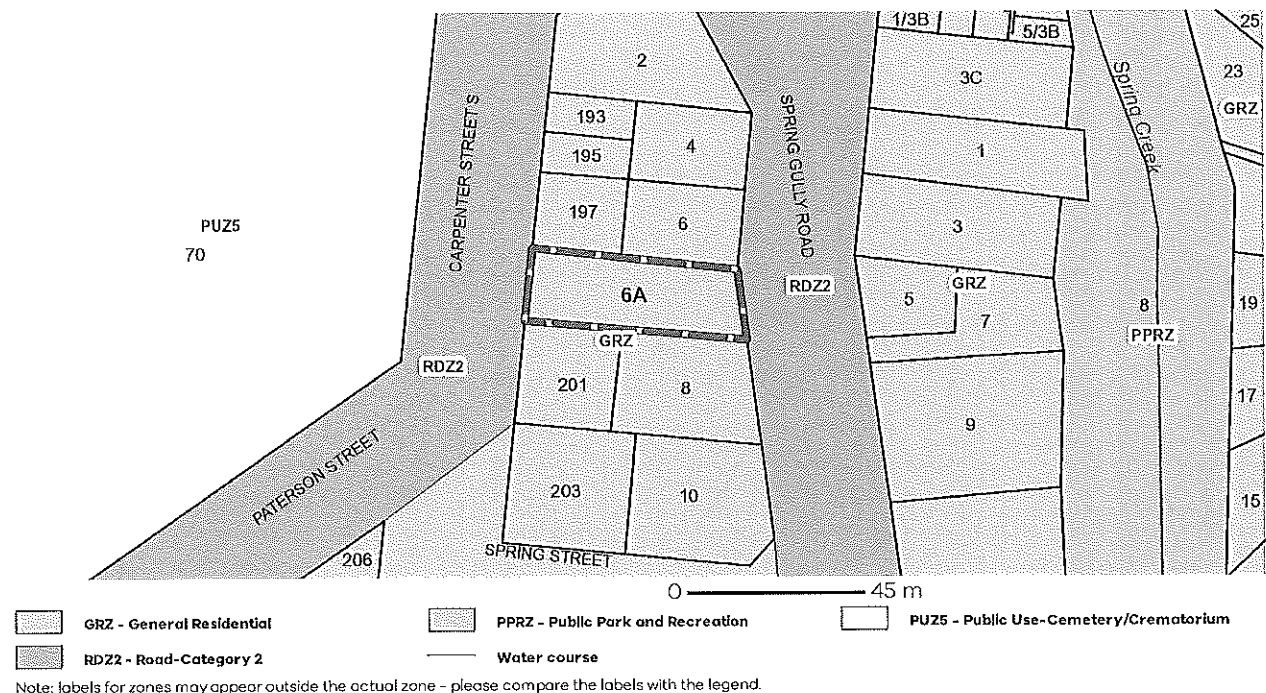 1/3B
5/3B
25
2
3C
23
GRZ
Spring Creek
193
4
195
1
CARPENTER STREET S
SPRING GULLY ROAD
197
6
3
PUZ5
70
6A
RDZ2
GRZ
5
7
8
PPRZ
19
GRZ
RDZ2
201
8
9
17
PATERSON STREET
203
10
15
206
SPRING STREET
0 45 m
GRZ - General Residential
PPRZ - Public Park and Recreation
PUZ5 - Public Use-Cemetery/Crematorium
RDZ2 - Road-Category 2
Water course
Note: labels for zones may appear outside the actual zone - please compare the labels with the legend.